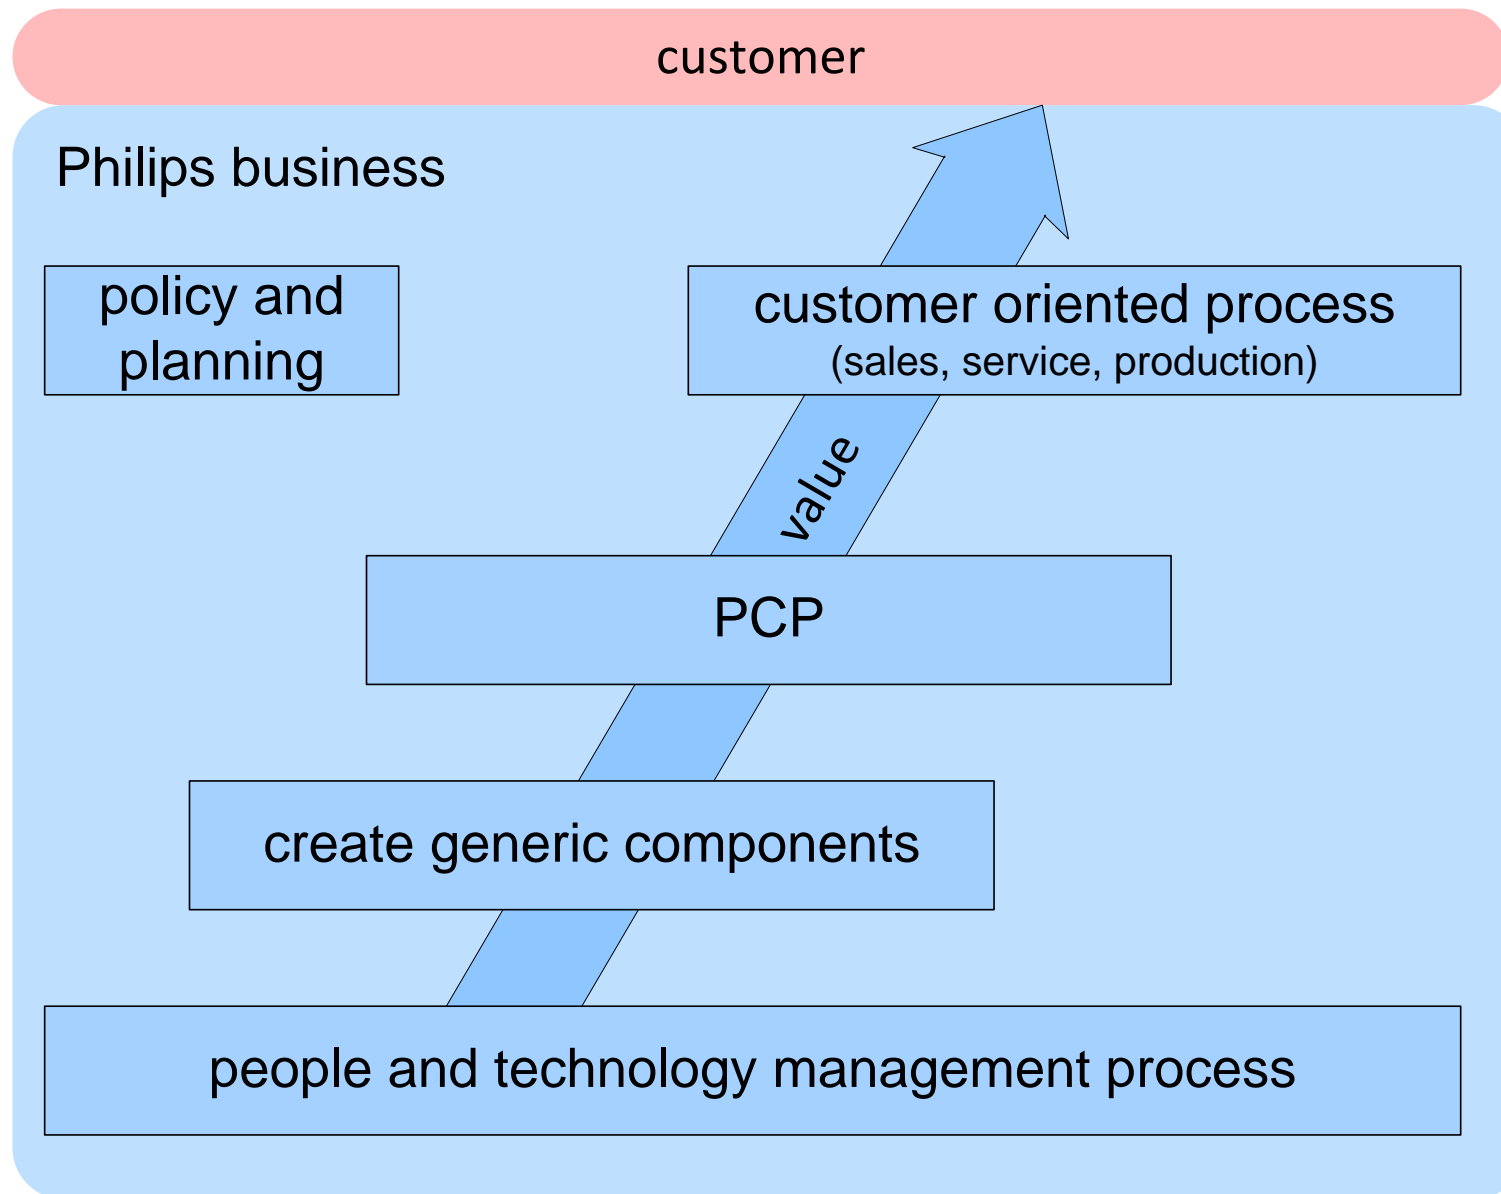 customer
Philips business
policy and
planning
customer oriented process
(sales, service, production)
value
PCP
create generic components
people and technology management process